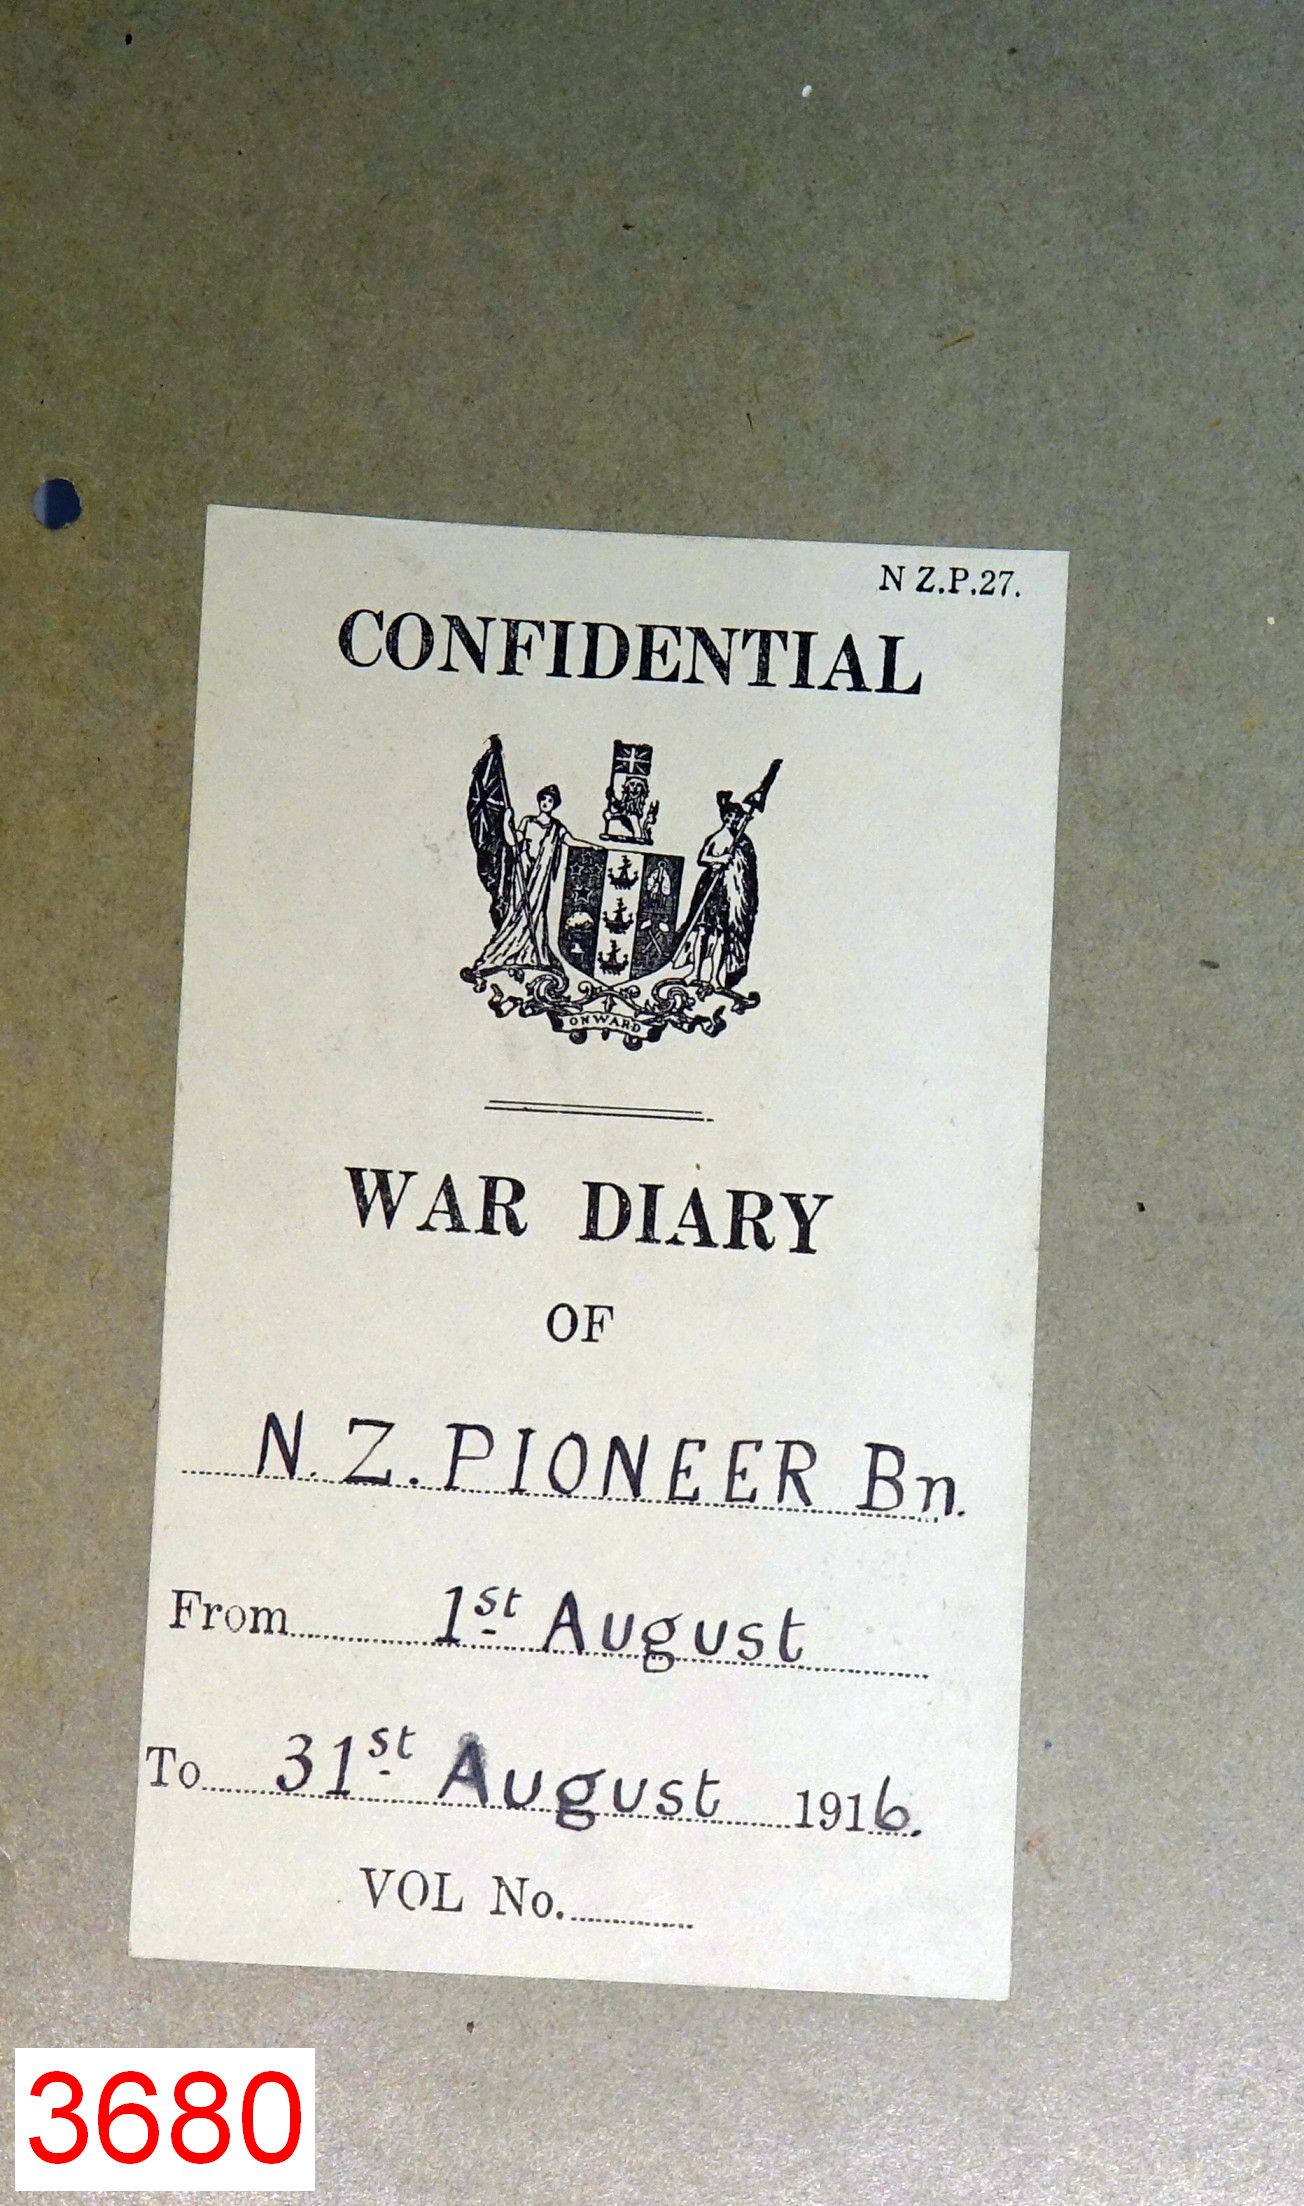 N Z.P.27.
CONFIDENTIAL
ONWARD
WAR DIARY
OF
N. Z. PIONEER Bn.
From 1st August
To 31st August 1916.
VOL No.
3680